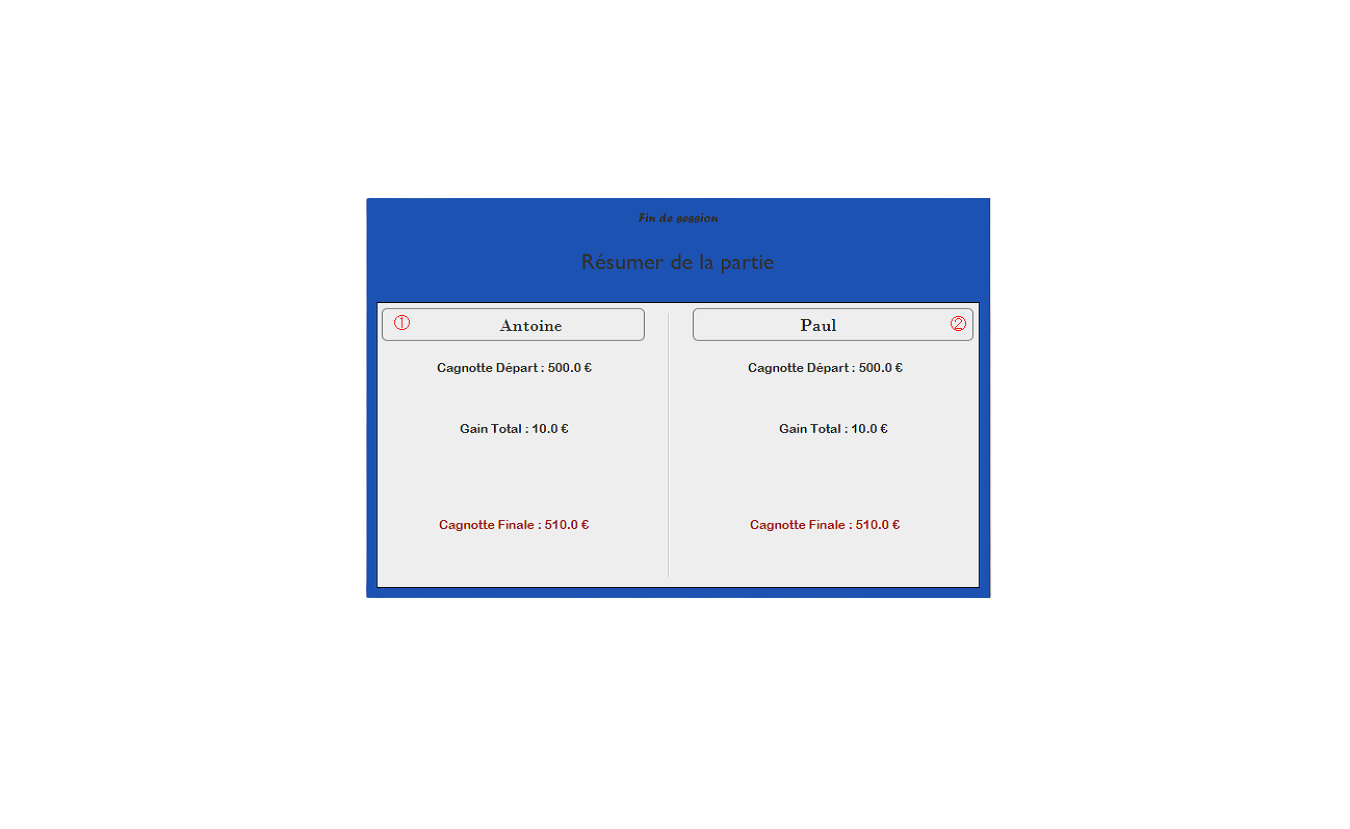 Fin de session
Résumer de la partie
① Antoine
Cagnotte Départ : 500.0 €
Gain Total : 10.0 €
Cagnotte Finale : 510.0 €
Paul ②
Cagnotte Départ : 500.0 €
Gain Total : 10.0 €
Cagnotte Finale : 510.0 €